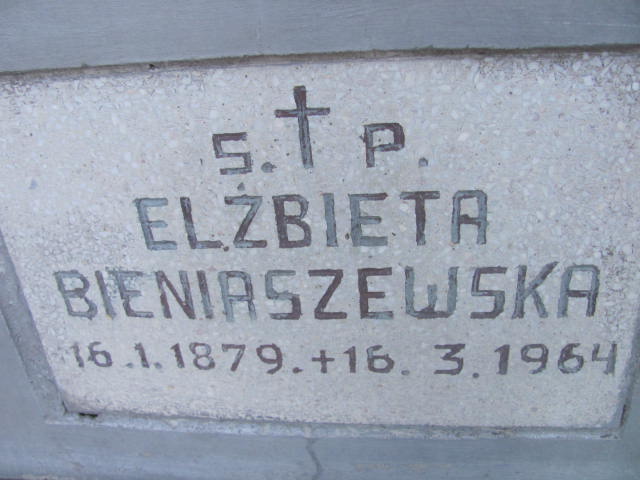 S. P.
ELŻBIETA
BIENIASZEWSKA
16.1.1879.+16.3.1964